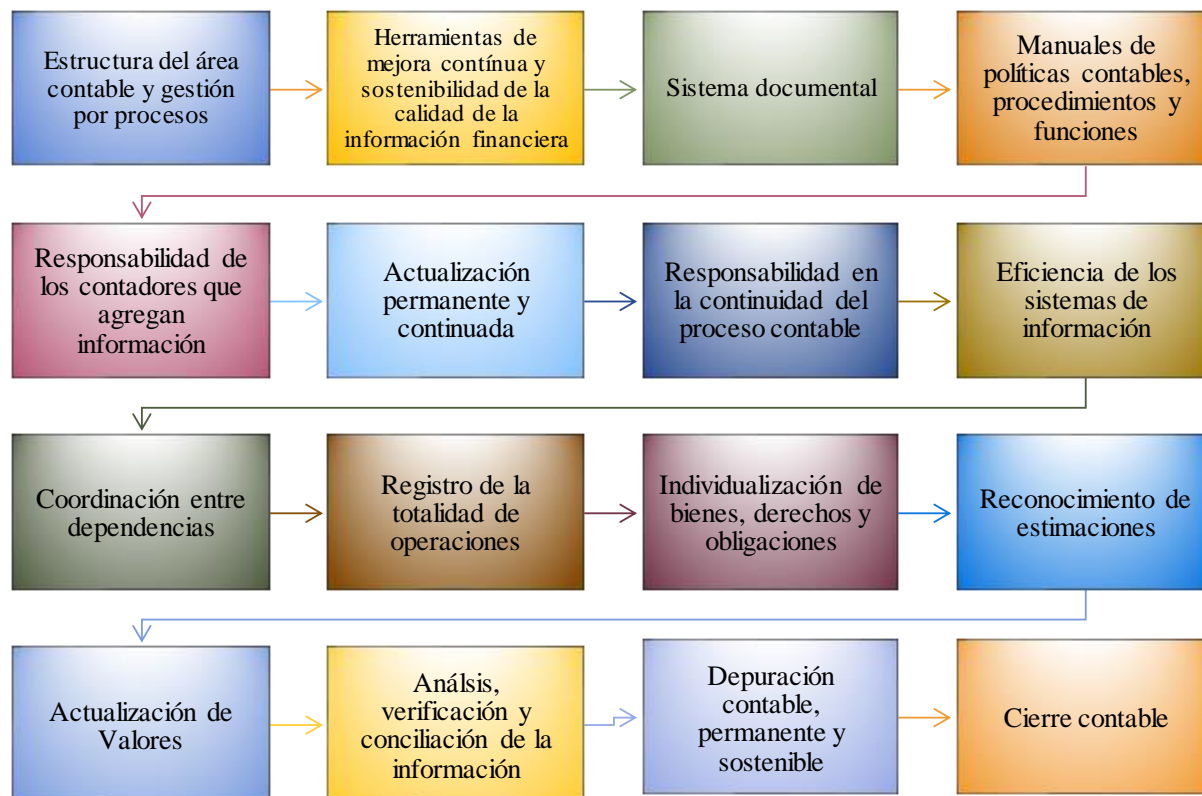 Estructura del área
contable y gestión
por procesos
Herramientas de
mejora contínua y
sostenibilidad de la
calidad de la
información financiera
Sistema documental
Manuales de
políticas contables,
procedimientos y
funciones
Responsabilidad de
los contadores que
agregan
información
Actualización
permanente y
continuada
Responsabilidad en
la continuidad del
proceso contable
Eficiencia de los
sistemas de
información
Coordinación entre
dependencias
Registro de la
totalidad de
operaciones
Individualización de
bienes, derechos y
obligaciones
Reconocimiento de
estimaciones
Actualización de
Valores
Análsis,
verificación y
conciliación de la
información
Depuración
contable,
permanente y
sostenible
Cierre contable